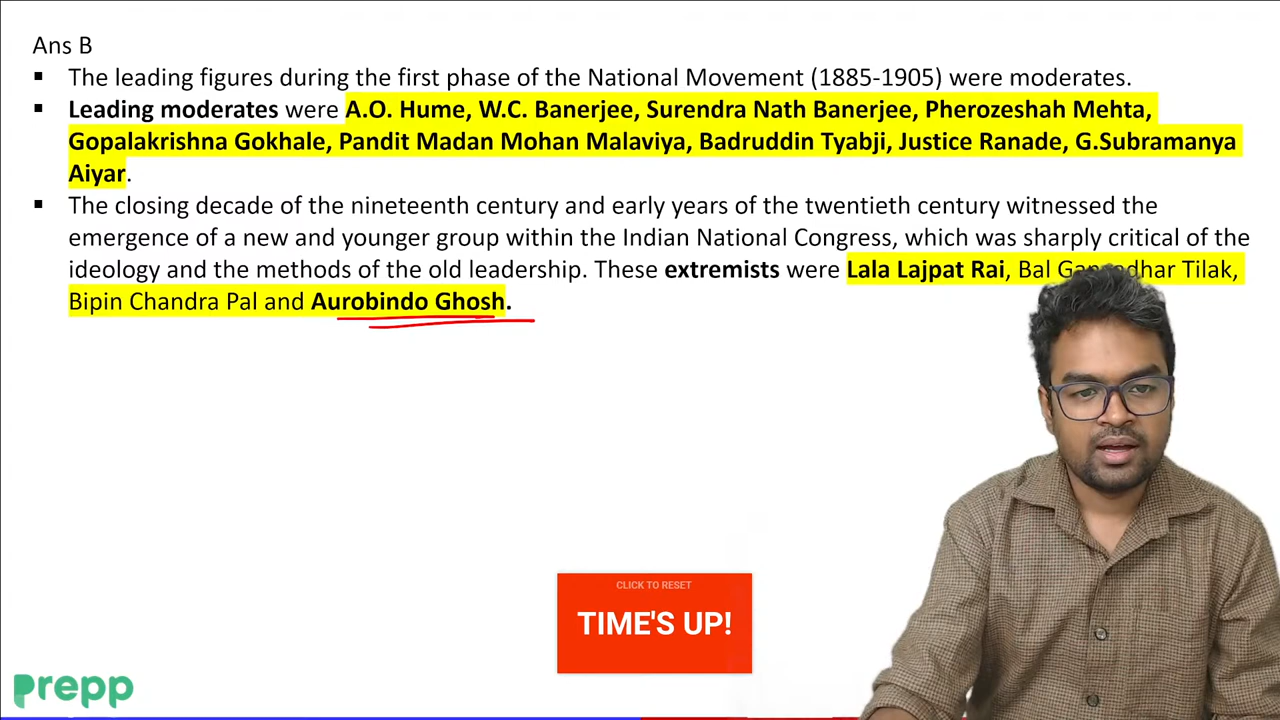 Ans B
▪ The leading figures during the first phase of the National Movement (1885-1905) were moderates.
▪ Leading moderates were A.O. Hume, W.C. Banerjee, Surendra Nath Banerjee, Pherozeshah Mehta,
Gopalakrishna Gokhale, Pandit Madan Mohan Malaviya, Badruddin Tyabji, Justice Ranade, G.Subramanya
Aiyar.
▪ The closing decade of the nineteenth century and early years of the twentieth century witnessed the
emergence of a new and younger group within the Indian National Congress, which was sharply critical of the
ideology and the methods of the old leadership. These extremists were Lala Lajpat Rai, Bal Tilak,
Bipin Chandra Pal and Aurobindo Ghosh.
CLICK TO RESET
TIME'S UP!
prepp